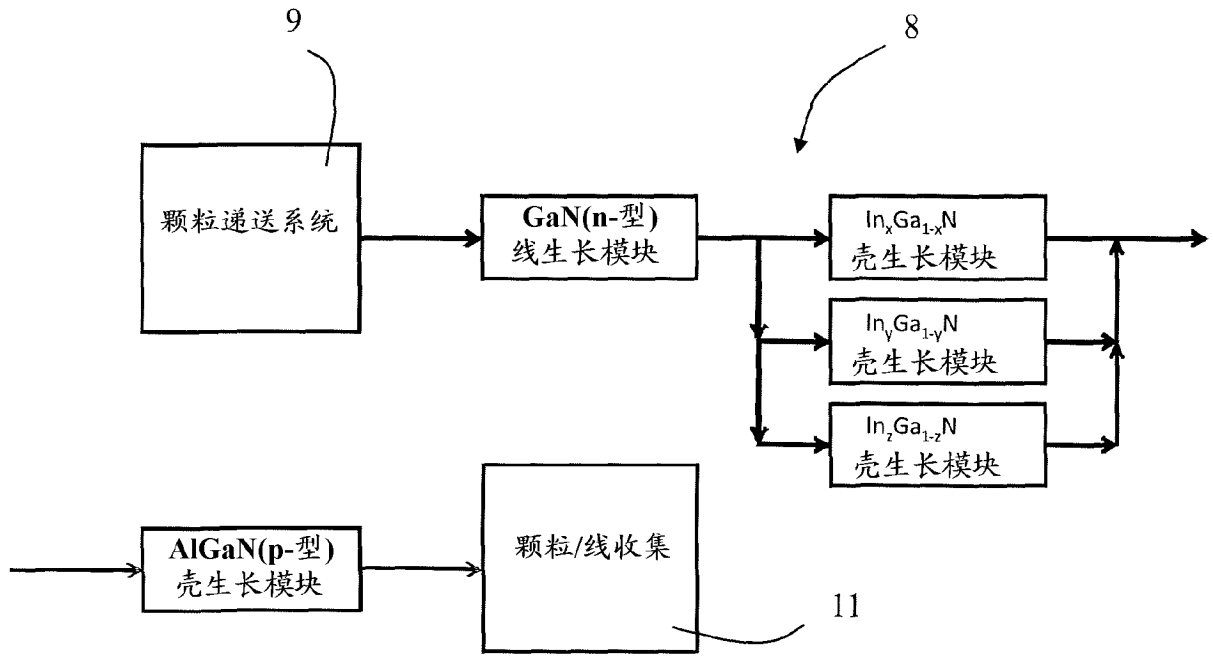 9
8
颗粒递送系统
GaN(n-型)
线生长模块
InxGa1-xN
壳生长模块
InyGa1-yN
壳生长模块
InzGa1-zN
壳生长模块
AlGaN(p-型)
壳生长模块
颗粒/线收集
11